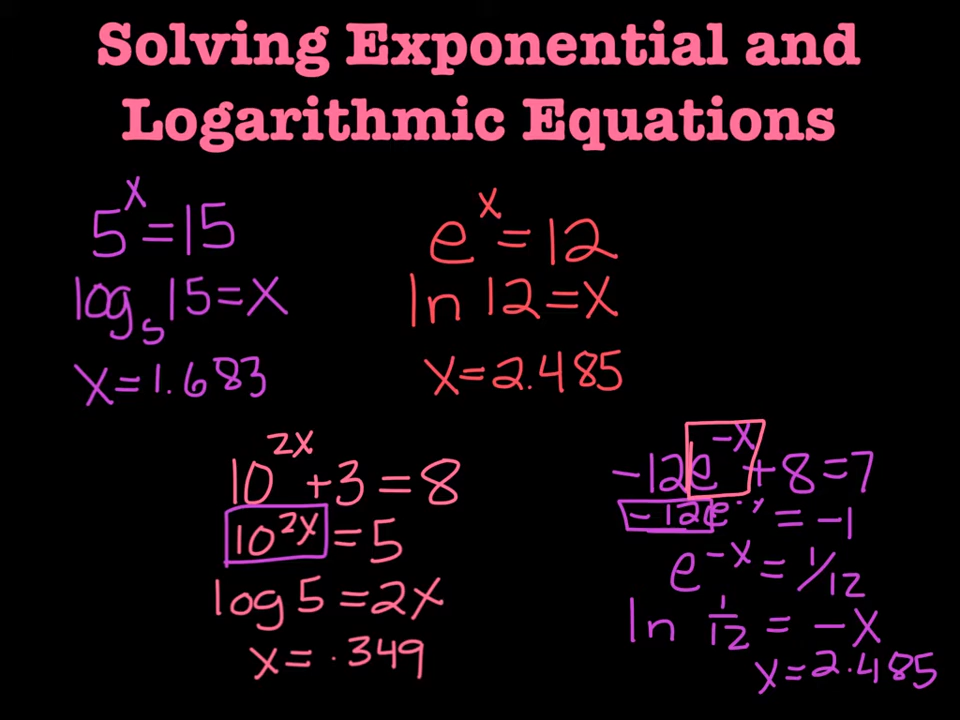 Solving Exponential and
Logarithmic Equations
5^x = 15
log_5 15 = x
x = 1.683
e^x = 12
ln 12 = x
x = 2.485
10^2x + 3 = 8
10^2x = 5
log 5 = 2x
x = .349
-12e^-x + 8 = 7
-12e^-x = -1
e^-x = 1/12
ln 1/12 = -x
x = 2.485